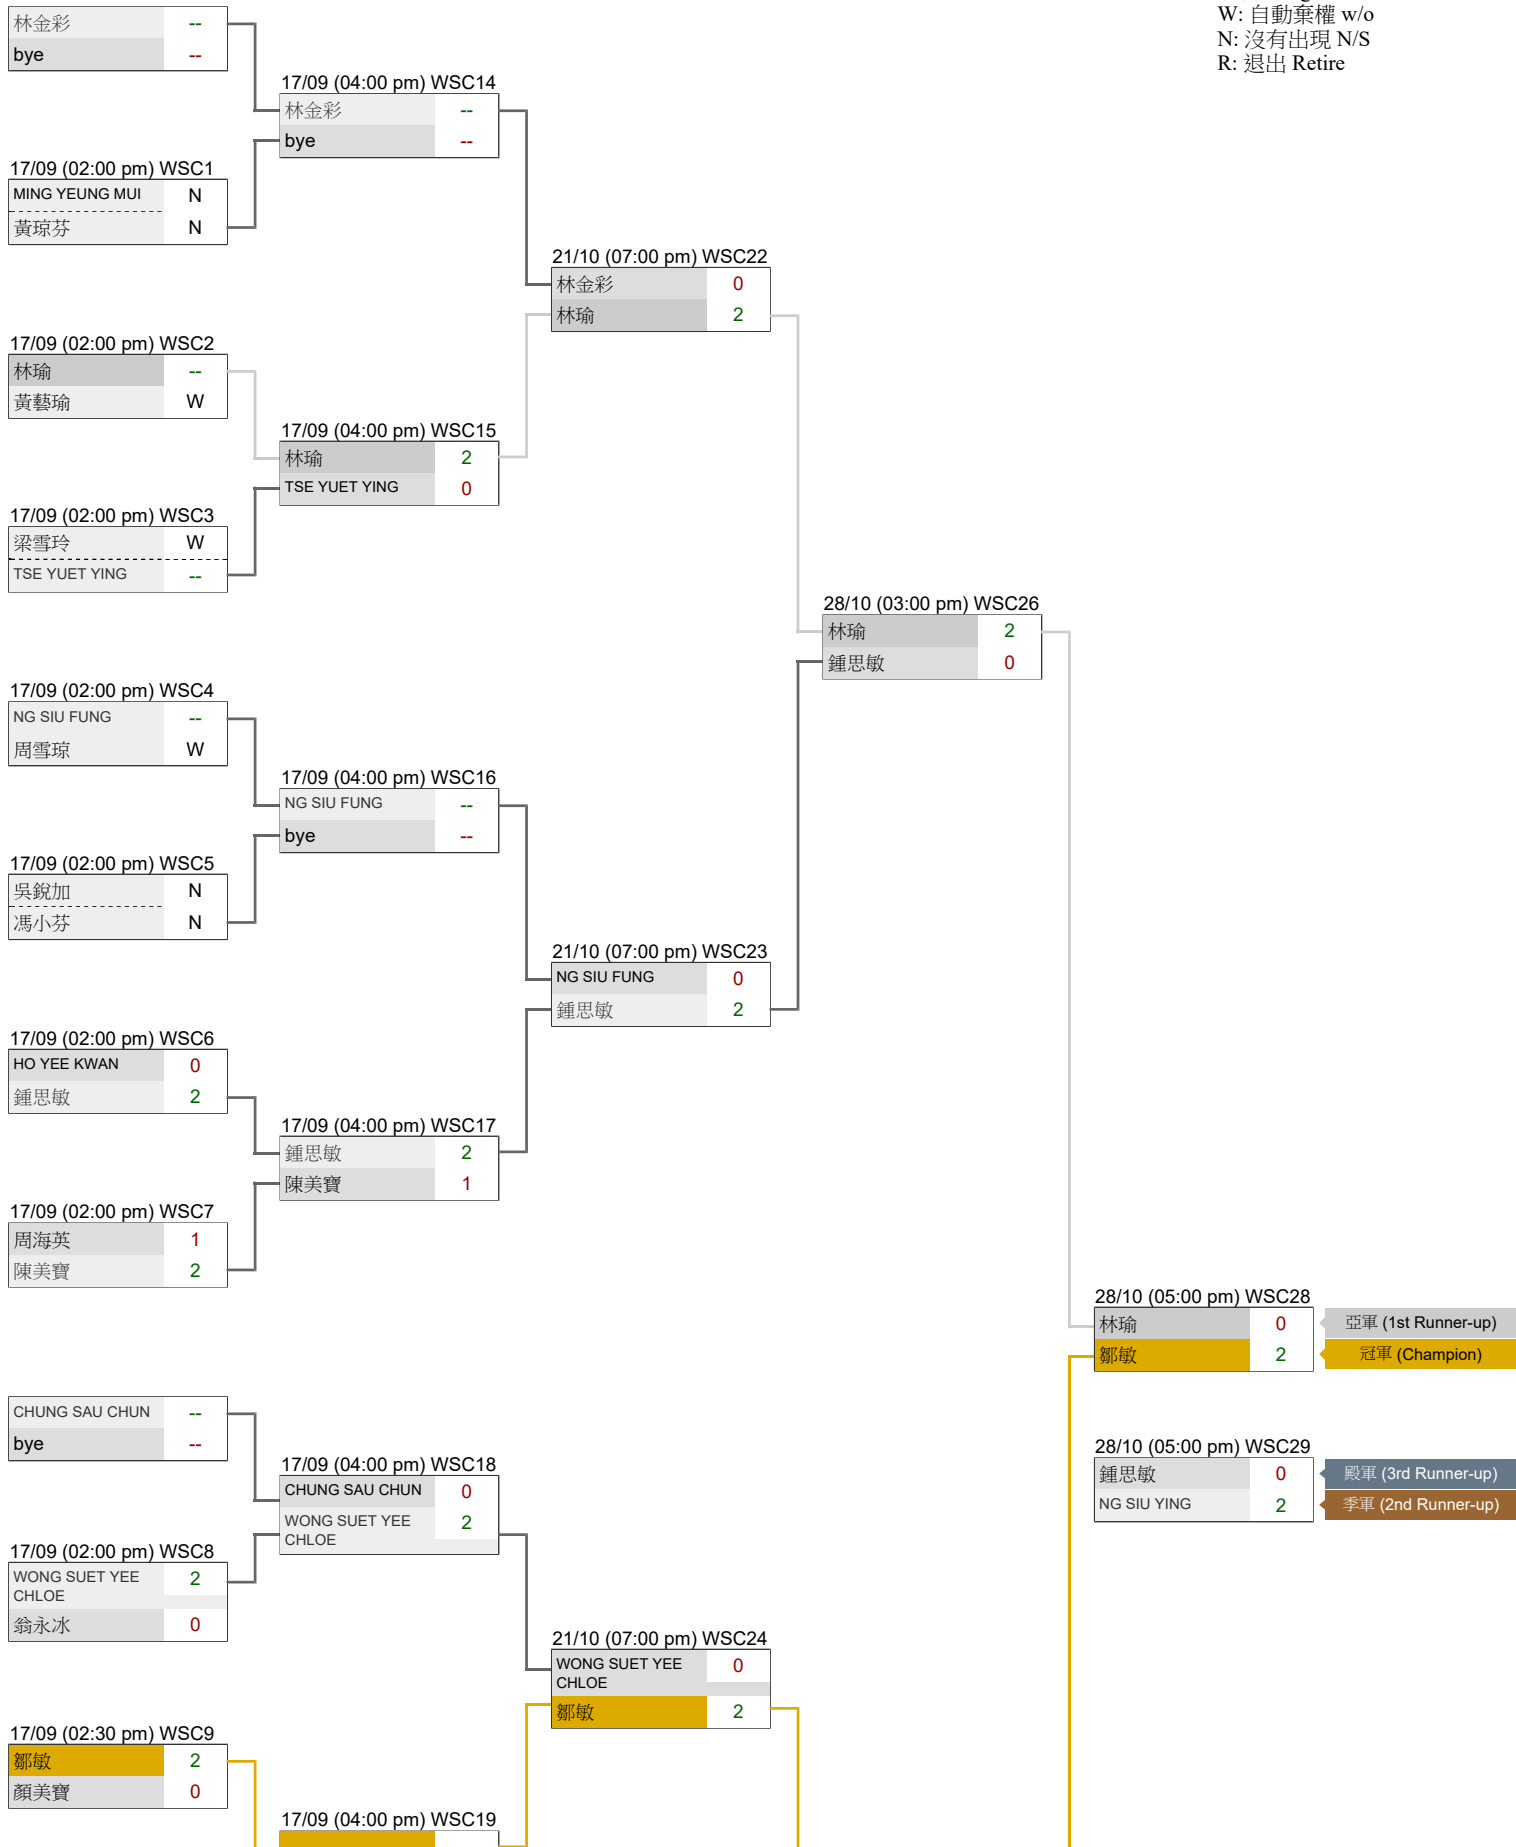 W: 自動棄權 w/o
N: 沒有出現 N/S
R: 退出 Retire
林金彩 --
bye --
17/09 (04:00 pm) WSC14
林金彩 --
bye --
17/09 (02:00 pm) WSC1
MING YEUNG MUI N
黃琼芬 N
21/10 (07:00 pm) WSC22
林金彩 0
林瑜 2
17/09 (02:00 pm) WSC2
林瑜 --
黃藝瑜 W
17/09 (04:00 pm) WSC15
林瑜 2
TSE YUET YING 0
17/09 (02:00 pm) WSC3
梁雪玲 W
TSE YUET YING --
28/10 (03:00 pm) WSC26
林瑜 2
鍾思敏 0
17/09 (02:00 pm) WSC4
NG SIU FUNG --
周雪琼 W
17/09 (04:00 pm) WSC16
NG SIU FUNG --
bye --
17/09 (02:00 pm) WSC5
吳銳加 N
馮小芬 N
21/10 (07:00 pm) WSC23
NG SIU FUNG 0
鍾思敏 2
17/09 (02:00 pm) WSC6
HO YEE KWAN 0
鍾思敏 2
17/09 (04:00 pm) WSC17
鍾思敏 2
陳美寶 1
17/09 (02:00 pm) WSC7
周海英 1
陳美寶 2
28/10 (05:00 pm) WSC28
林瑜 0 亞軍 (1st Runner-up)
鄒敏 2 冠軍 (Champion)
CHUNG SAU CHUN --
bye --
28/10 (05:00 pm) WSC29
鍾思敏 0 殿軍 (3rd Runner-up)
NG SIU YING 2 季軍 (2nd Runner-up)
17/09 (04:00 pm) WSC18
CHUNG SAU CHUN 0
WONG SUET YEE 2
CHLOE
17/09 (02:00 pm) WSC8
WONG SUET YEE 2
CHLOE
翁永冰 0
21/10 (07:00 pm) WSC24
WONG SUET YEE 0
CHLOE
鄒敏 2
17/09 (02:30 pm) WSC9
鄒敏 2
顏美寶 0
17/09 (04:00 pm) WSC19